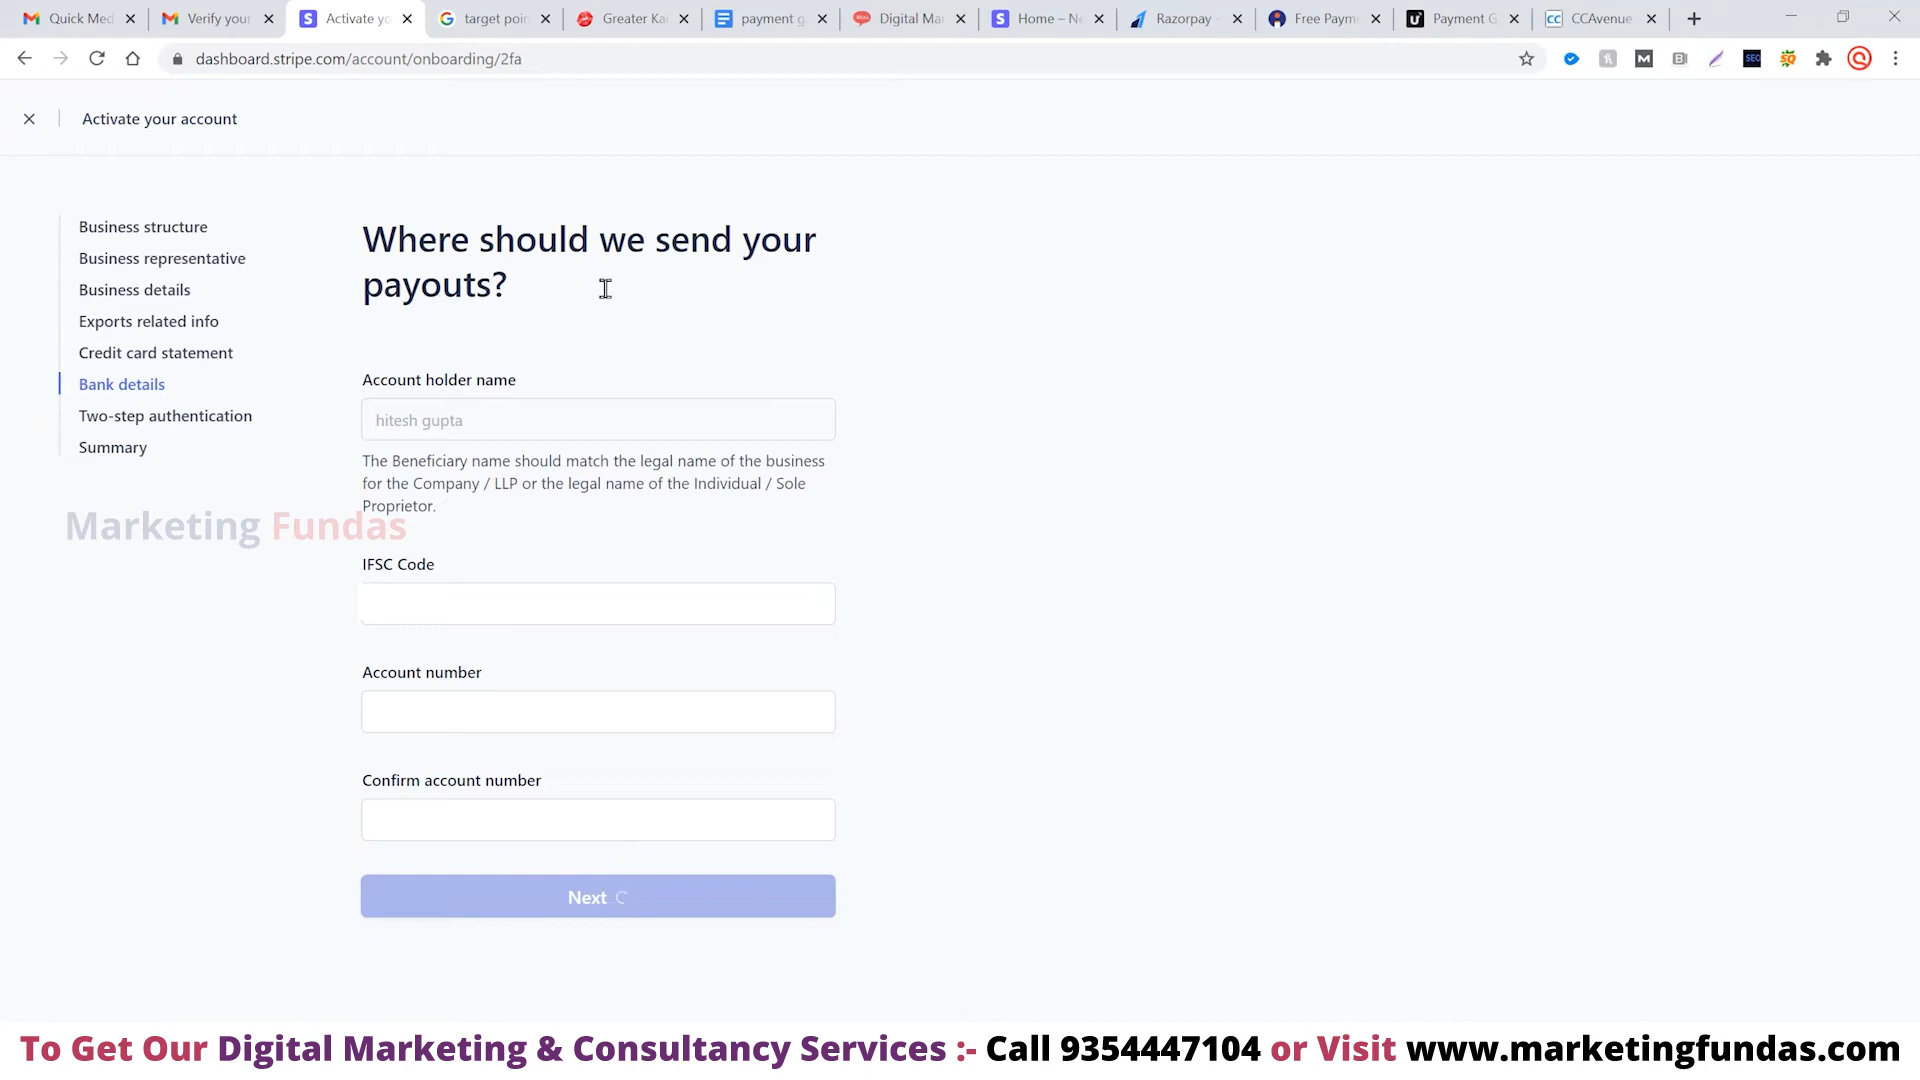 Quick Med
Verify your
Activate yo
target poin
Greater Kai
payment g
Digital Mar
Home – Ne
Razorpay -
Free Paym
Payment G
CCAvenue
dashboard.stripe.com/account/onboarding/2fa
Activate your account
Business structure
Business representative
Business details
Exports related info
Credit card statement
Bank details
Two-step authentication
Summary
Marketing Fundas
Where should we send your
payouts?
Account holder name
hitesh gupta
The Beneficiary name should match the legal name of the business
for the Company / LLP or the legal name of the Individual / Sole
Proprietor.
IFSC Code
Account number
Confirm account number
Next
To Get Our Digital Marketing & Consultancy Services :- Call 9354447104 or Visit www.marketingfundas.com